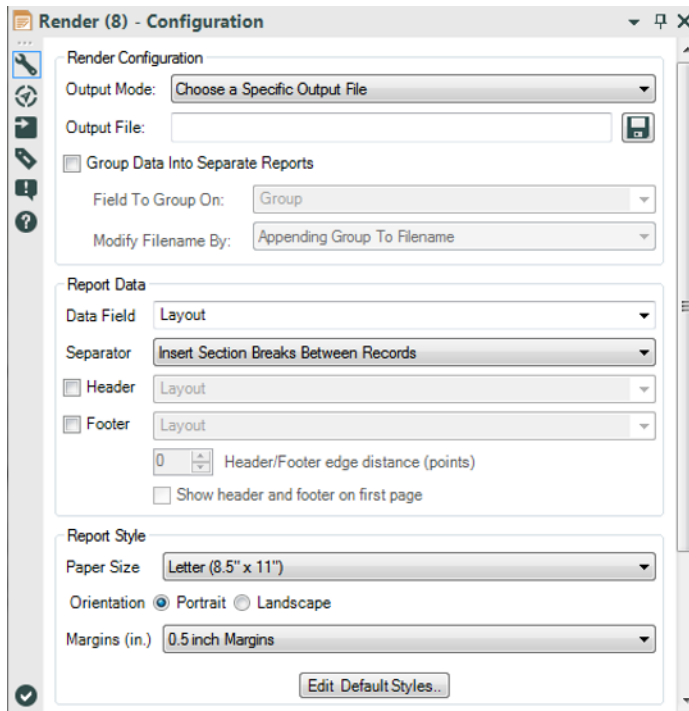 Render (8) - Configuration
Render Configuration
Output Mode: Choose a Specific Output File
Output File:
Group Data Into Separate Reports
Field To Group On: Group
Modify Filename By: Appending Group To Filename
Report Data
Data Field Layout
Separator Insert Section Breaks Between Records
Header Layout
Footer Layout
0 Header/Footer edge distance (points)
Show header and footer on first page
Report Style
Paper Size Letter (8.5" x 11")
Orientation Portrait Landscape
Margins (in.) 0.5 inch Margins
Edit Default Styles..